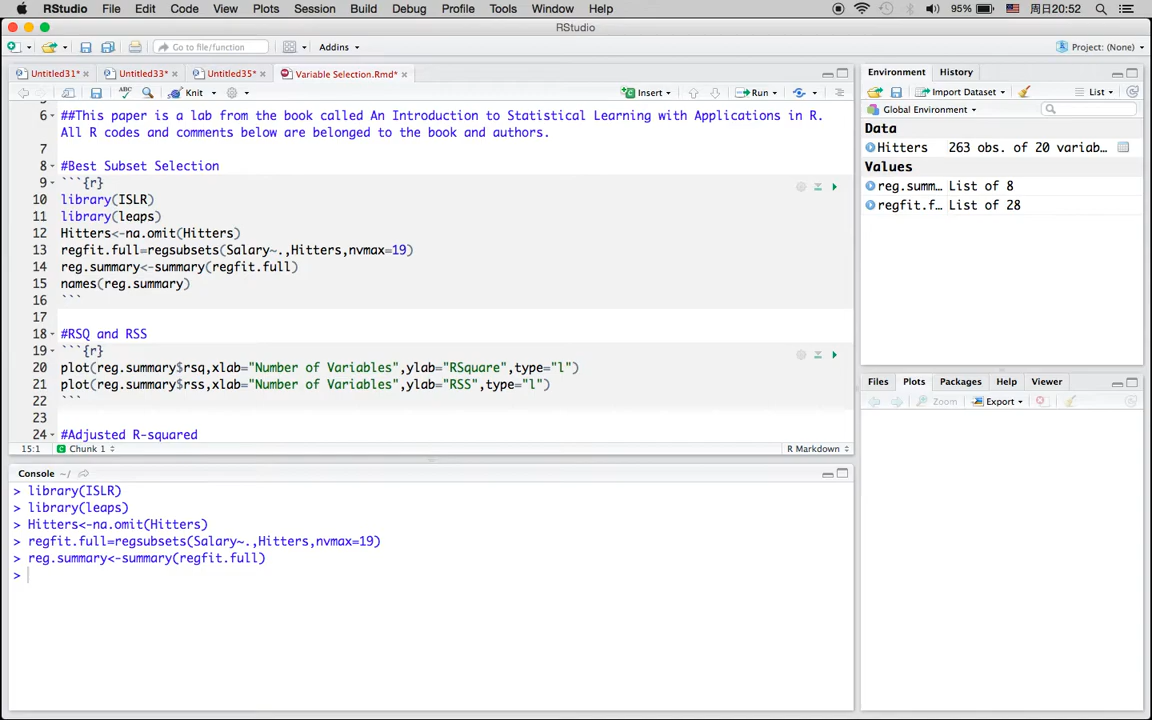 RStudio File Edit Code View Plots Session Build Debug Profile Tools Window Help 95% 周日20:52
RStudio
Go to file/function Addins Project: (None)
Untitled31* Untitled33* Untitled35* Variable Selection.Rmd*
ABC Knit Insert Run
6 ##This paper is a lab from the book called An Introduction to Statistical Learning with Applications in R.
All R codes and comments below are belonged to the book and authors.
7
8 #Best Subset Selection
9 ```{r}
10 library(ISLR)
11 library(leaps)
12 Hitters<-na.omit(Hitters)
13 regfit.full=regsubsets(Salary~.,Hitters,nvmax=19)
14 reg.summary<-summary(regfit.full)
15 names(reg.summary)
16 ```
17
18 #RSQ and RSS
19 ```{r}
20 plot(reg.summary$rsq,xlab="Number of Variables",ylab="RSquare",type="l")
21 plot(reg.summary$rss,xlab="Number of Variables",ylab="RSS",type="l")
22 ```
23
24 #Adjusted R-squared
15:1 C Chunk 1 R Markdown
Console ~/
> library(ISLR)
> library(leaps)
> Hitters<-na.omit(Hitters)
> regfit.full=regsubsets(Salary~.,Hitters,nvmax=19)
> reg.summary<-summary(regfit.full)
>
Environment History
Import Dataset List
Global Environment
Data
Hitters 263 obs. of 20 variab…
Values
reg.summ… List of 8
regfit.f… List of 28
Files Plots Packages Help Viewer
Zoom Export